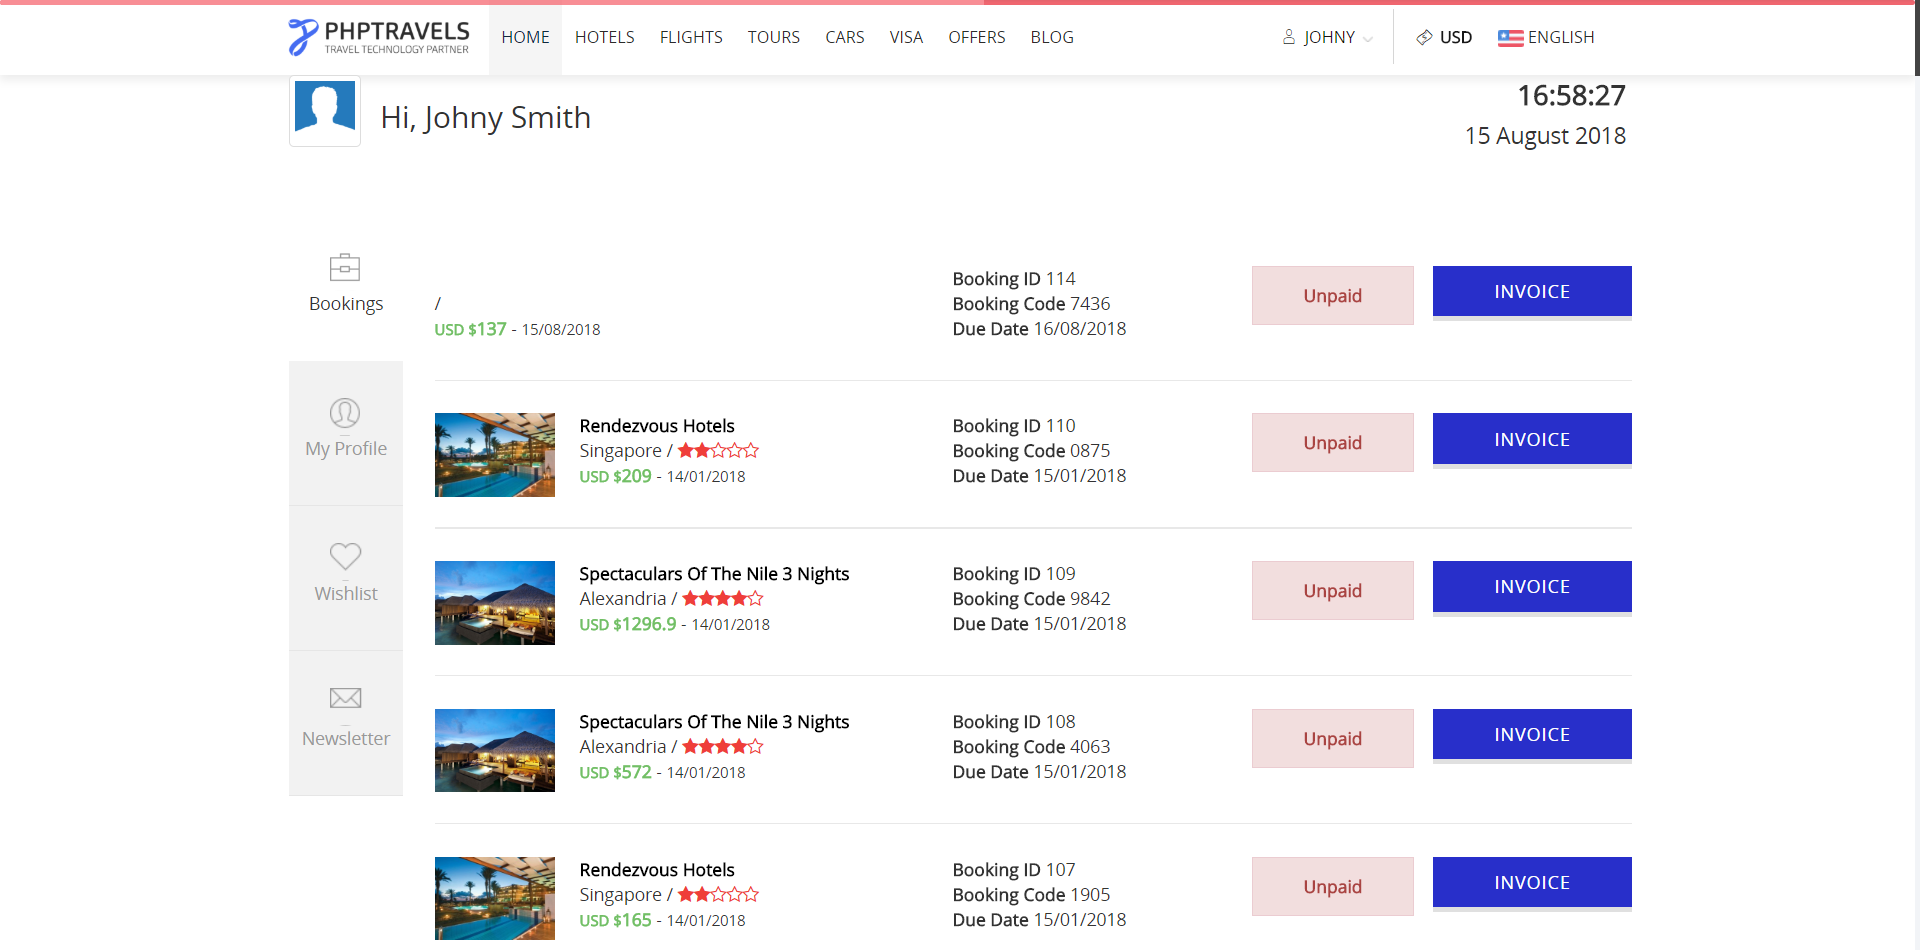 PHPTRAVELS
TRAVEL TECHNOLOGY PARTNER
HOME
HOTELS
FLIGHTS
TOURS
CARS
VISA
OFFERS
BLOG
JOHNY
USD
ENGLISH
Hi, Johny Smith
16:58:27
15 August 2018
Bookings
My Profile
Wishlist
Newsletter
/
USD $137 - 15/08/2018
Booking ID 114
Booking Code 7436
Due Date 16/08/2018
Unpaid
INVOICE
Rendezvous Hotels
Singapore /
USD $209 - 14/01/2018
Booking ID 110
Booking Code 0875
Due Date 15/01/2018
Unpaid
INVOICE
Spectaculars Of The Nile 3 Nights
Alexandria /
USD $1296.9 - 14/01/2018
Booking ID 109
Booking Code 9842
Due Date 15/01/2018
Unpaid
INVOICE
Spectaculars Of The Nile 3 Nights
Alexandria /
USD $572 - 14/01/2018
Booking ID 108
Booking Code 4063
Due Date 15/01/2018
Unpaid
INVOICE
Rendezvous Hotels
Singapore /
USD $165 - 14/01/2018
Booking ID 107
Booking Code 1905
Due Date 15/01/2018
Unpaid
INVOICE